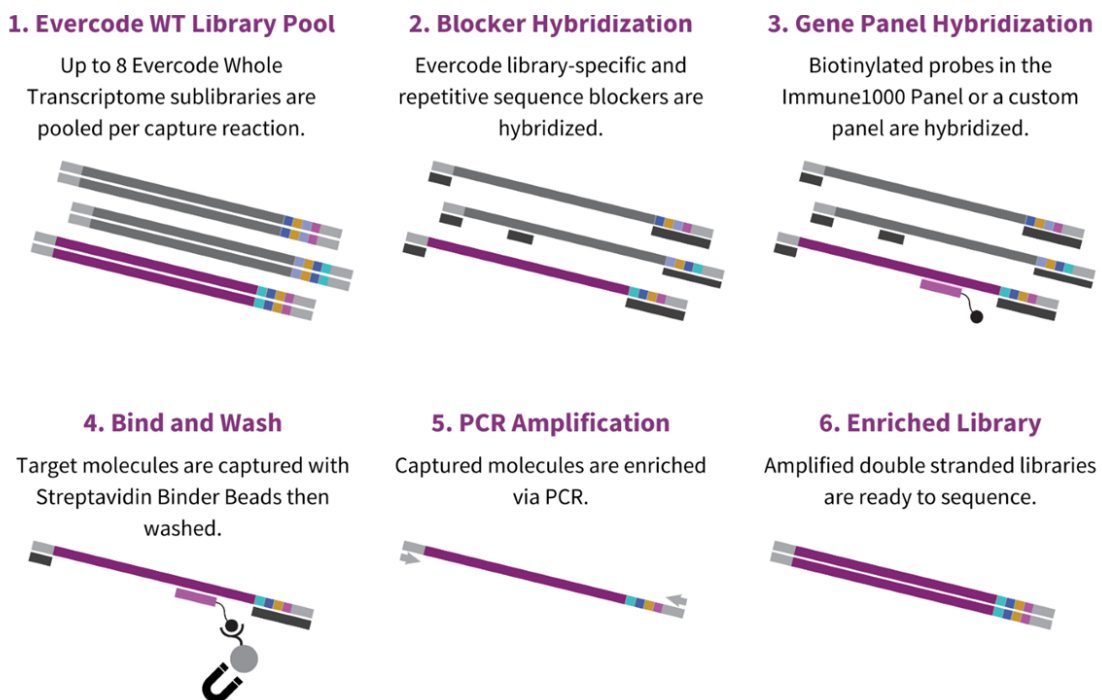 1. Evercode WT Library Pool
Up to 8 Evercode Whole
Transcriptome sublibraries are
pooled per capture reaction.
2. Blocker Hybridization
Evercode library-specific and
repetitive sequence blockers are
hybridized.
3. Gene Panel Hybridization
Biotinylated probes in the
Immune1000 Panel or a custom
panel are hybridized.
4. Bind and Wash
Target molecules are captured with
Streptavidin Binder Beads then
washed.
5. PCR Amplification
Captured molecules are enriched
via PCR.
6. Enriched Library
Amplified double stranded libraries
are ready to sequence.